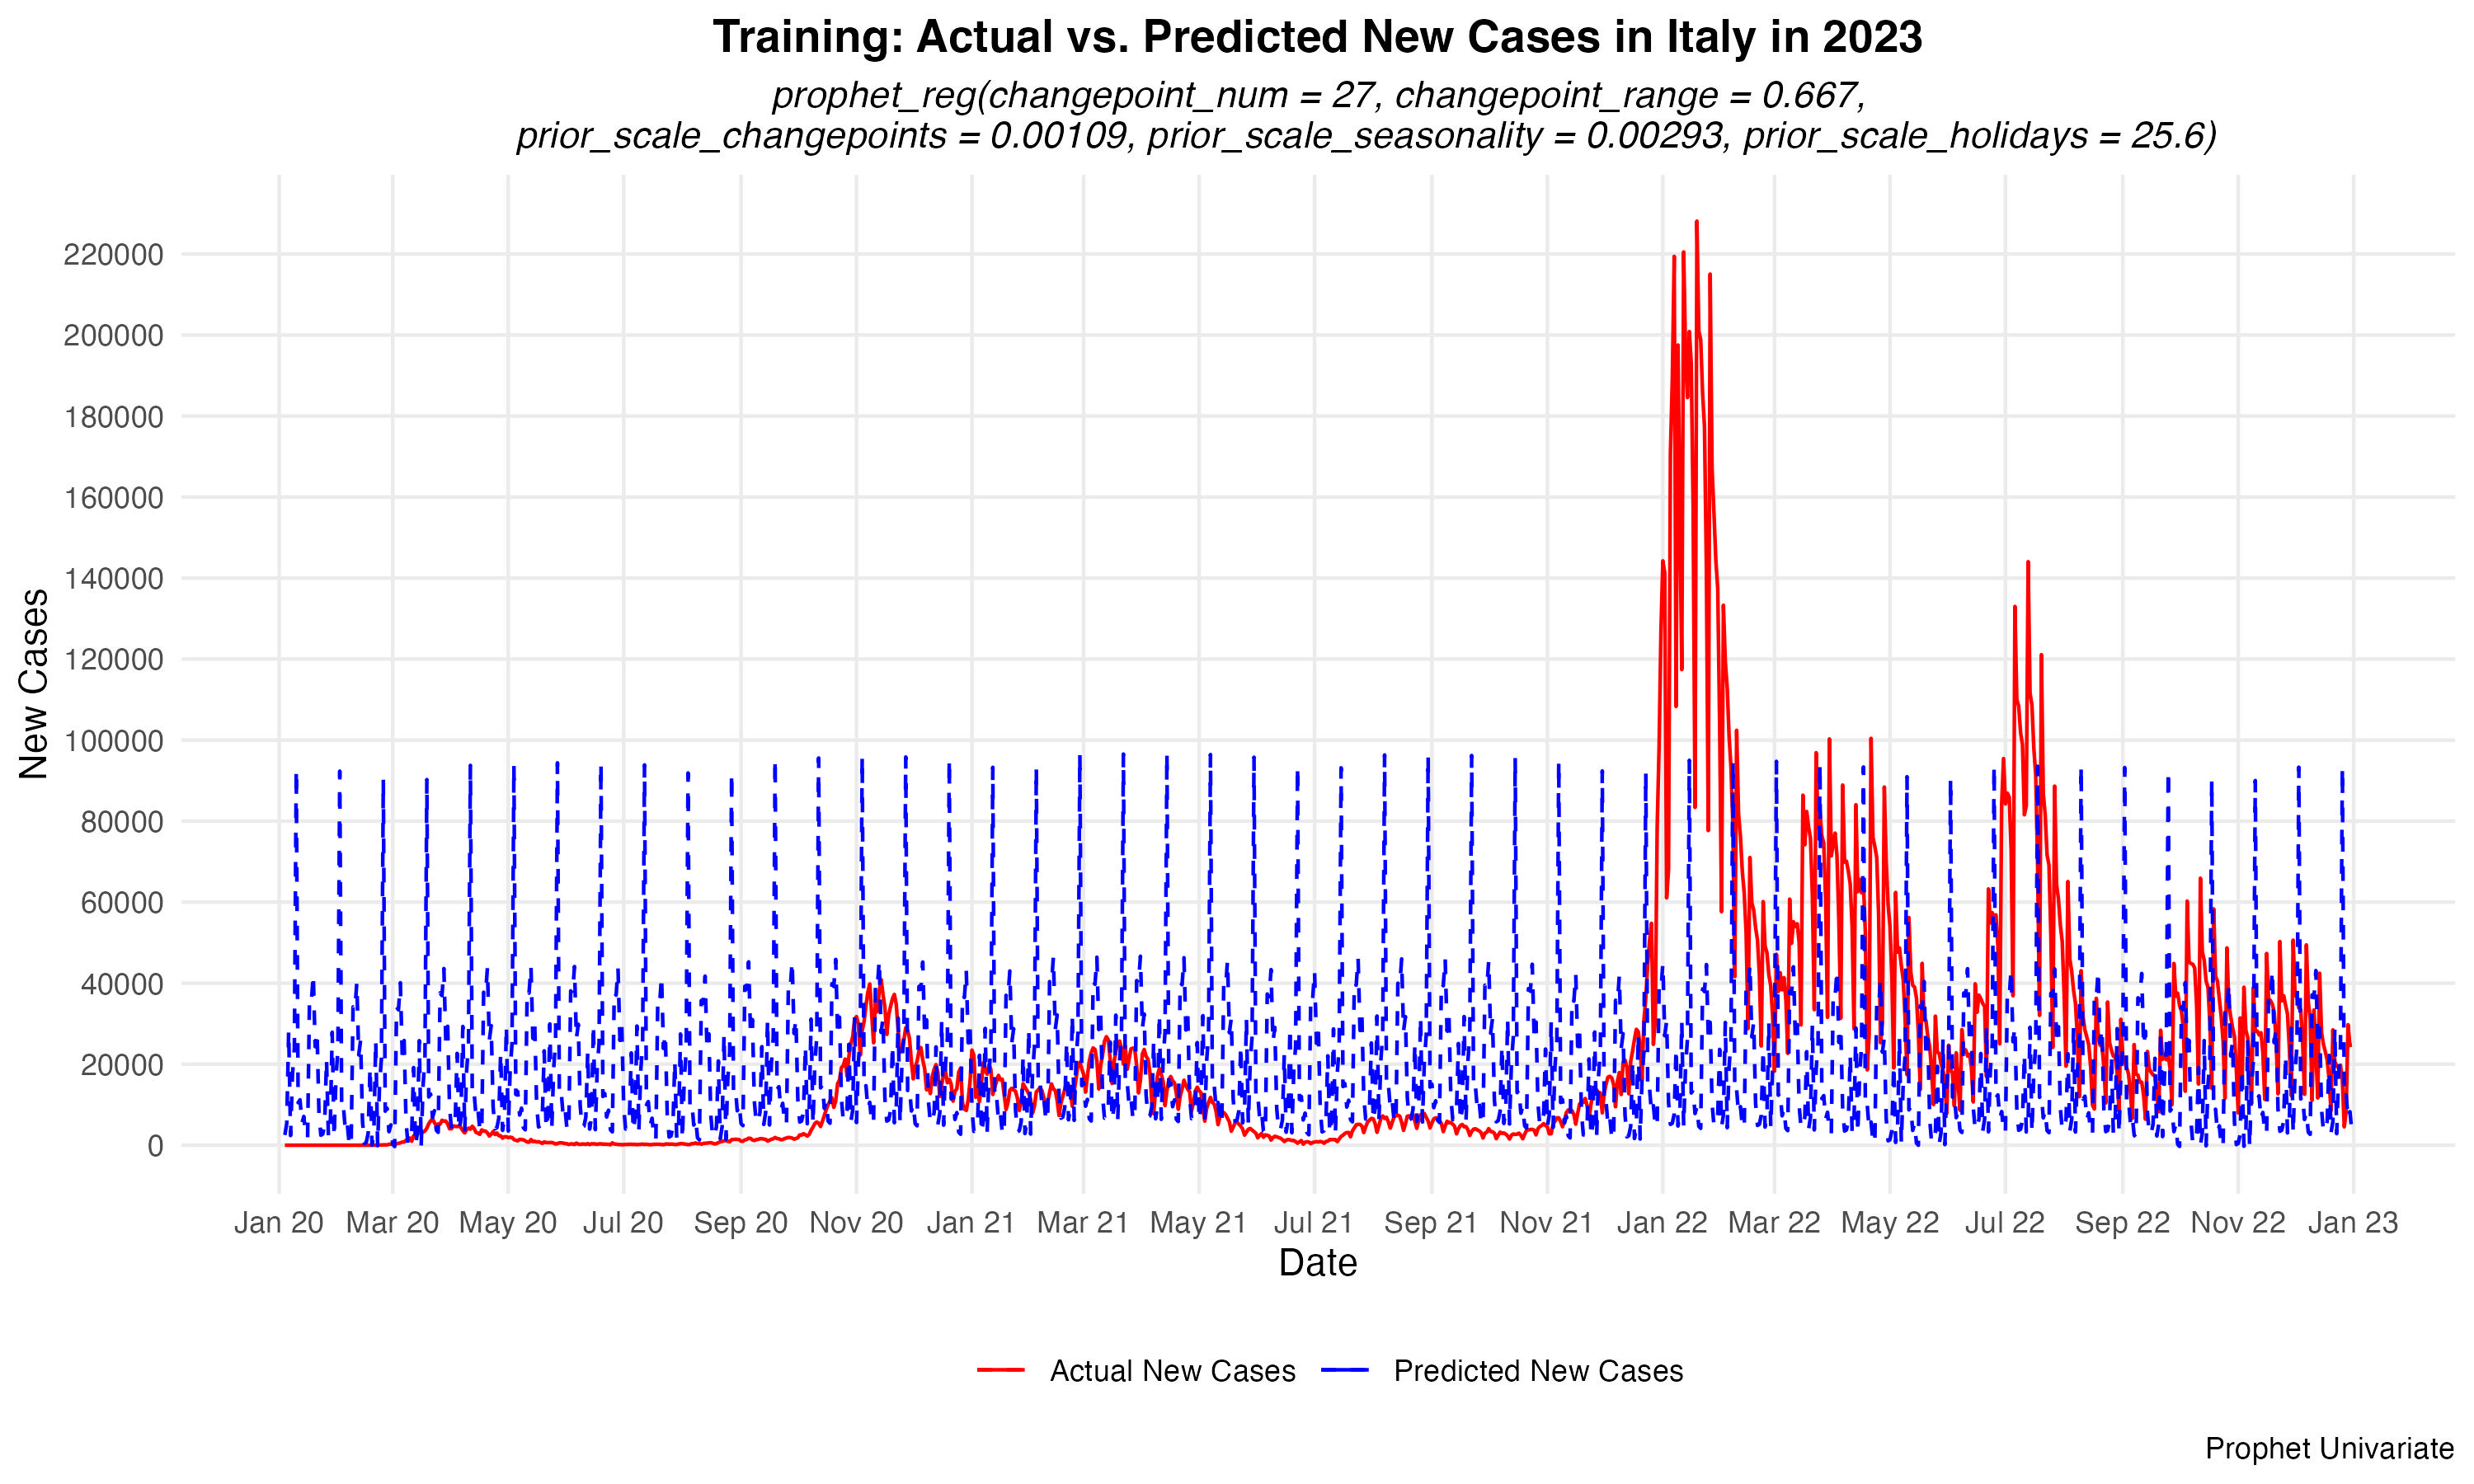 Training: Actual vs. Predicted New Cases in Italy in 2023
prophet_reg(changepoint_num = 27, changepoint_range = 0.667,
prior_scale_changepoints = 0.00109, prior_scale_seasonality = 0.00293, prior_scale_holidays = 25.6)
New Cases
220000
200000
180000
160000
140000
120000
100000
80000
60000
40000
20000
0
Jan 20 Mar 20 May 20 Jul 20 Sep 20 Nov 20 Jan 21 Mar 21 May 21 Jul 21 Sep 21 Nov 21 Jan 22 Mar 22 May 22 Jul 22 Sep 22 Nov 22 Jan 23
Date
Actual New Cases Predicted New Cases
Prophet Univariate